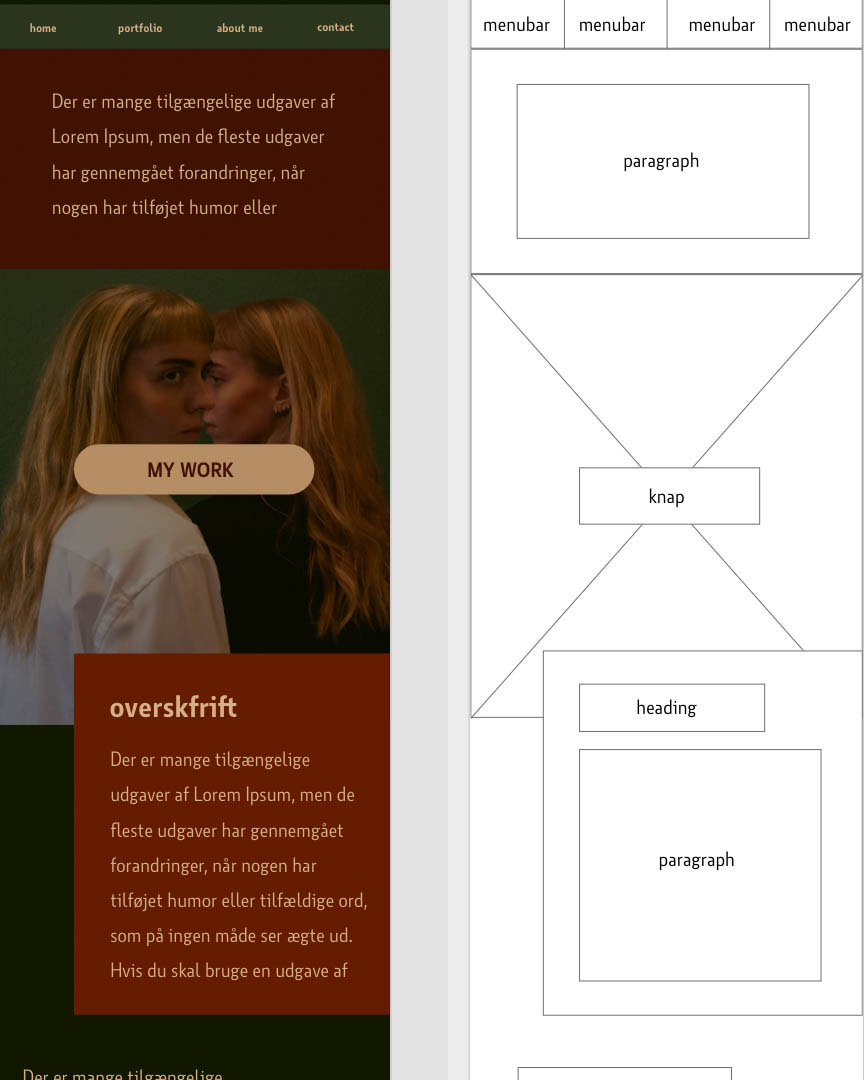 home portfolio about me contact
Der er mange tilgængelige udgaver af
Lorem Ipsum, men de fleste udgaver
har gennemgået forandringer, når
nogen har tilføjet humor eller
MY WORK
overskfrift
Der er mange tilgængelige
udgaver af Lorem Ipsum, men de
fleste udgaver har gennemgået
forandringer, når nogen har
tilføjet humor eller tilfældige ord,
som på ingen måde ser ægte ud.
Hvis du skal bruge en udgave af
Der er mange tilgængelige
menubar menubar menubar menubar
paragraph
knap
heading
paragraph